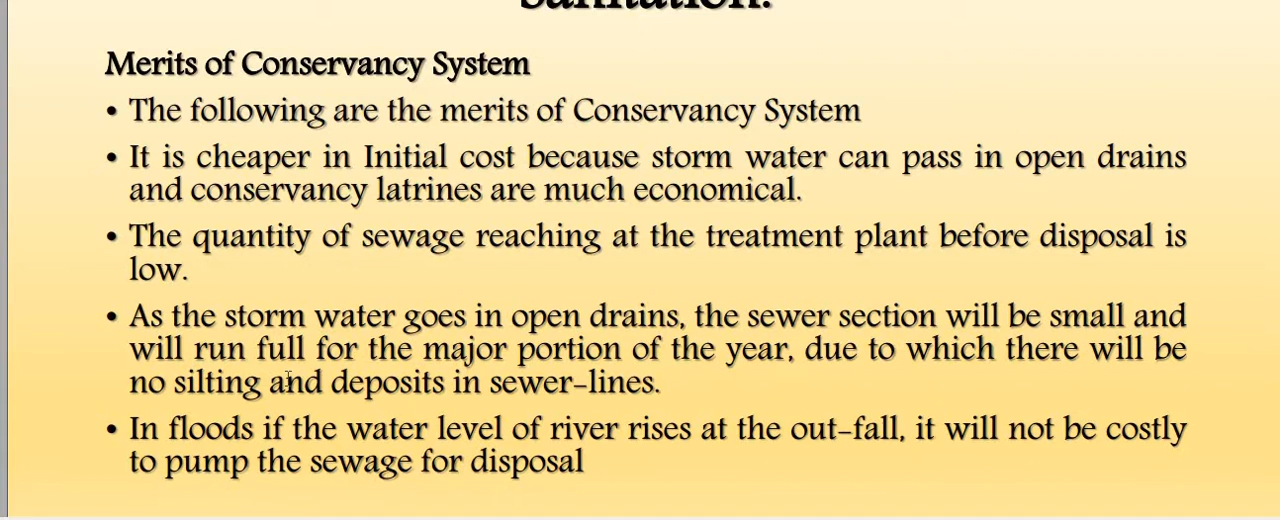 Sanitation.
Merits of Conservancy System
• The following are the merits of Conservancy System
• It is cheaper in Initial cost because storm water can pass in open drains
and conservancy latrines are much economical.
• The quantity of sewage reaching at the treatment plant before disposal is
low.
• As the storm water goes in open drains, the sewer section will be small and
will run full for the major portion of the year, due to which there will be
no silting and deposits in sewer-lines.
• In floods if the water level of river rises at the out-fall, it will not be costly
to pump the sewage for disposal